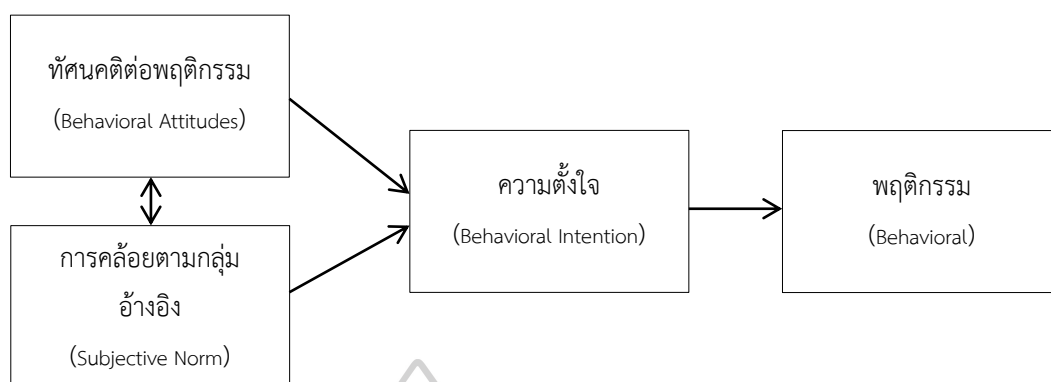 ทัศนคติต่อพฤติกรรม
(Behavioral Attitudes)
การคล้อยตามกลุ่ม
อ้างอิง
(Subjective Norm)
ความตั้งใจ
(Behavioral Intention)
พฤติกรรม
(Behavioral)